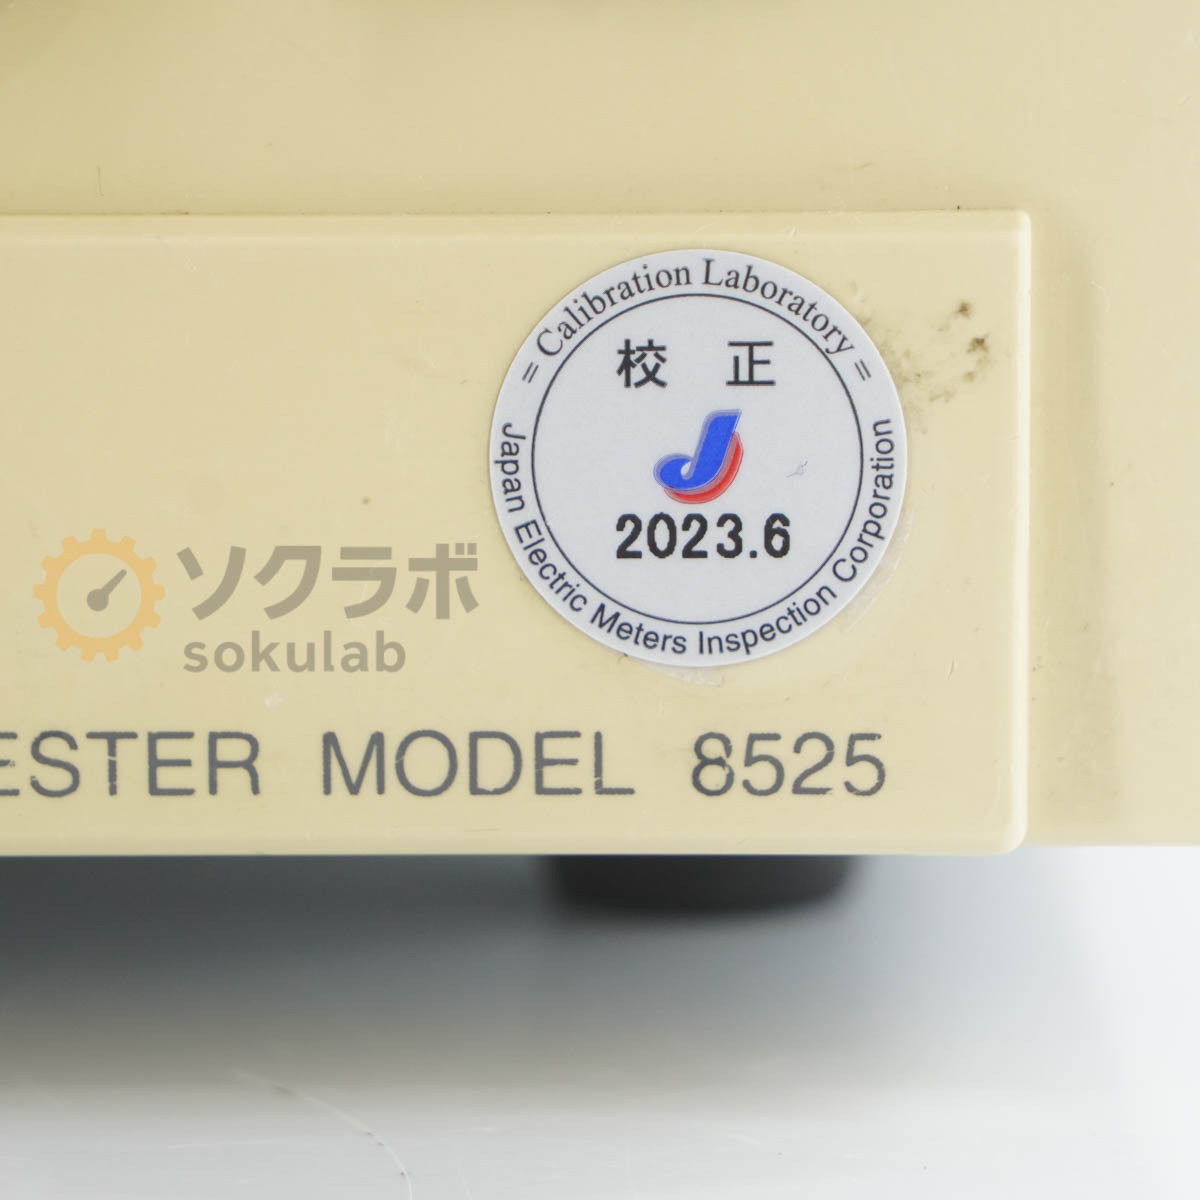 = Calibration Laboratory =
校 正
2023.6
Japan Electric Meters Inspection Corporation
ソクラボ
sokulab
ESTER MODEL 8525